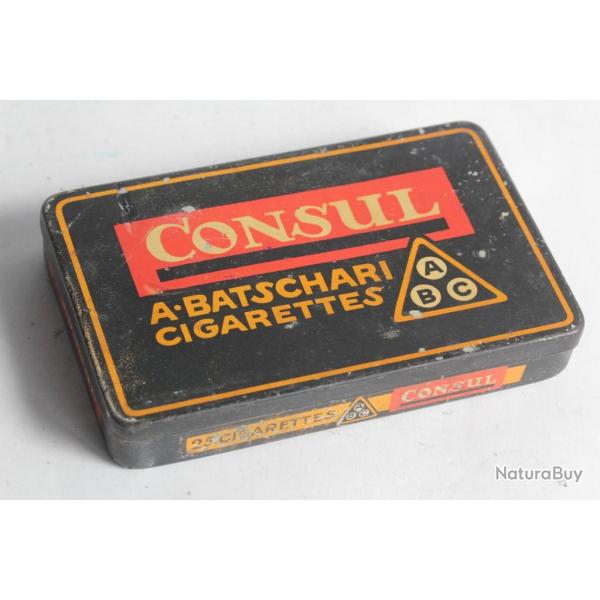 CONSUL
A·BATSCHARI
CIGARETTES
A
B C
25 CIGARETTES
A
B C
CONSUL
NaturaBuy